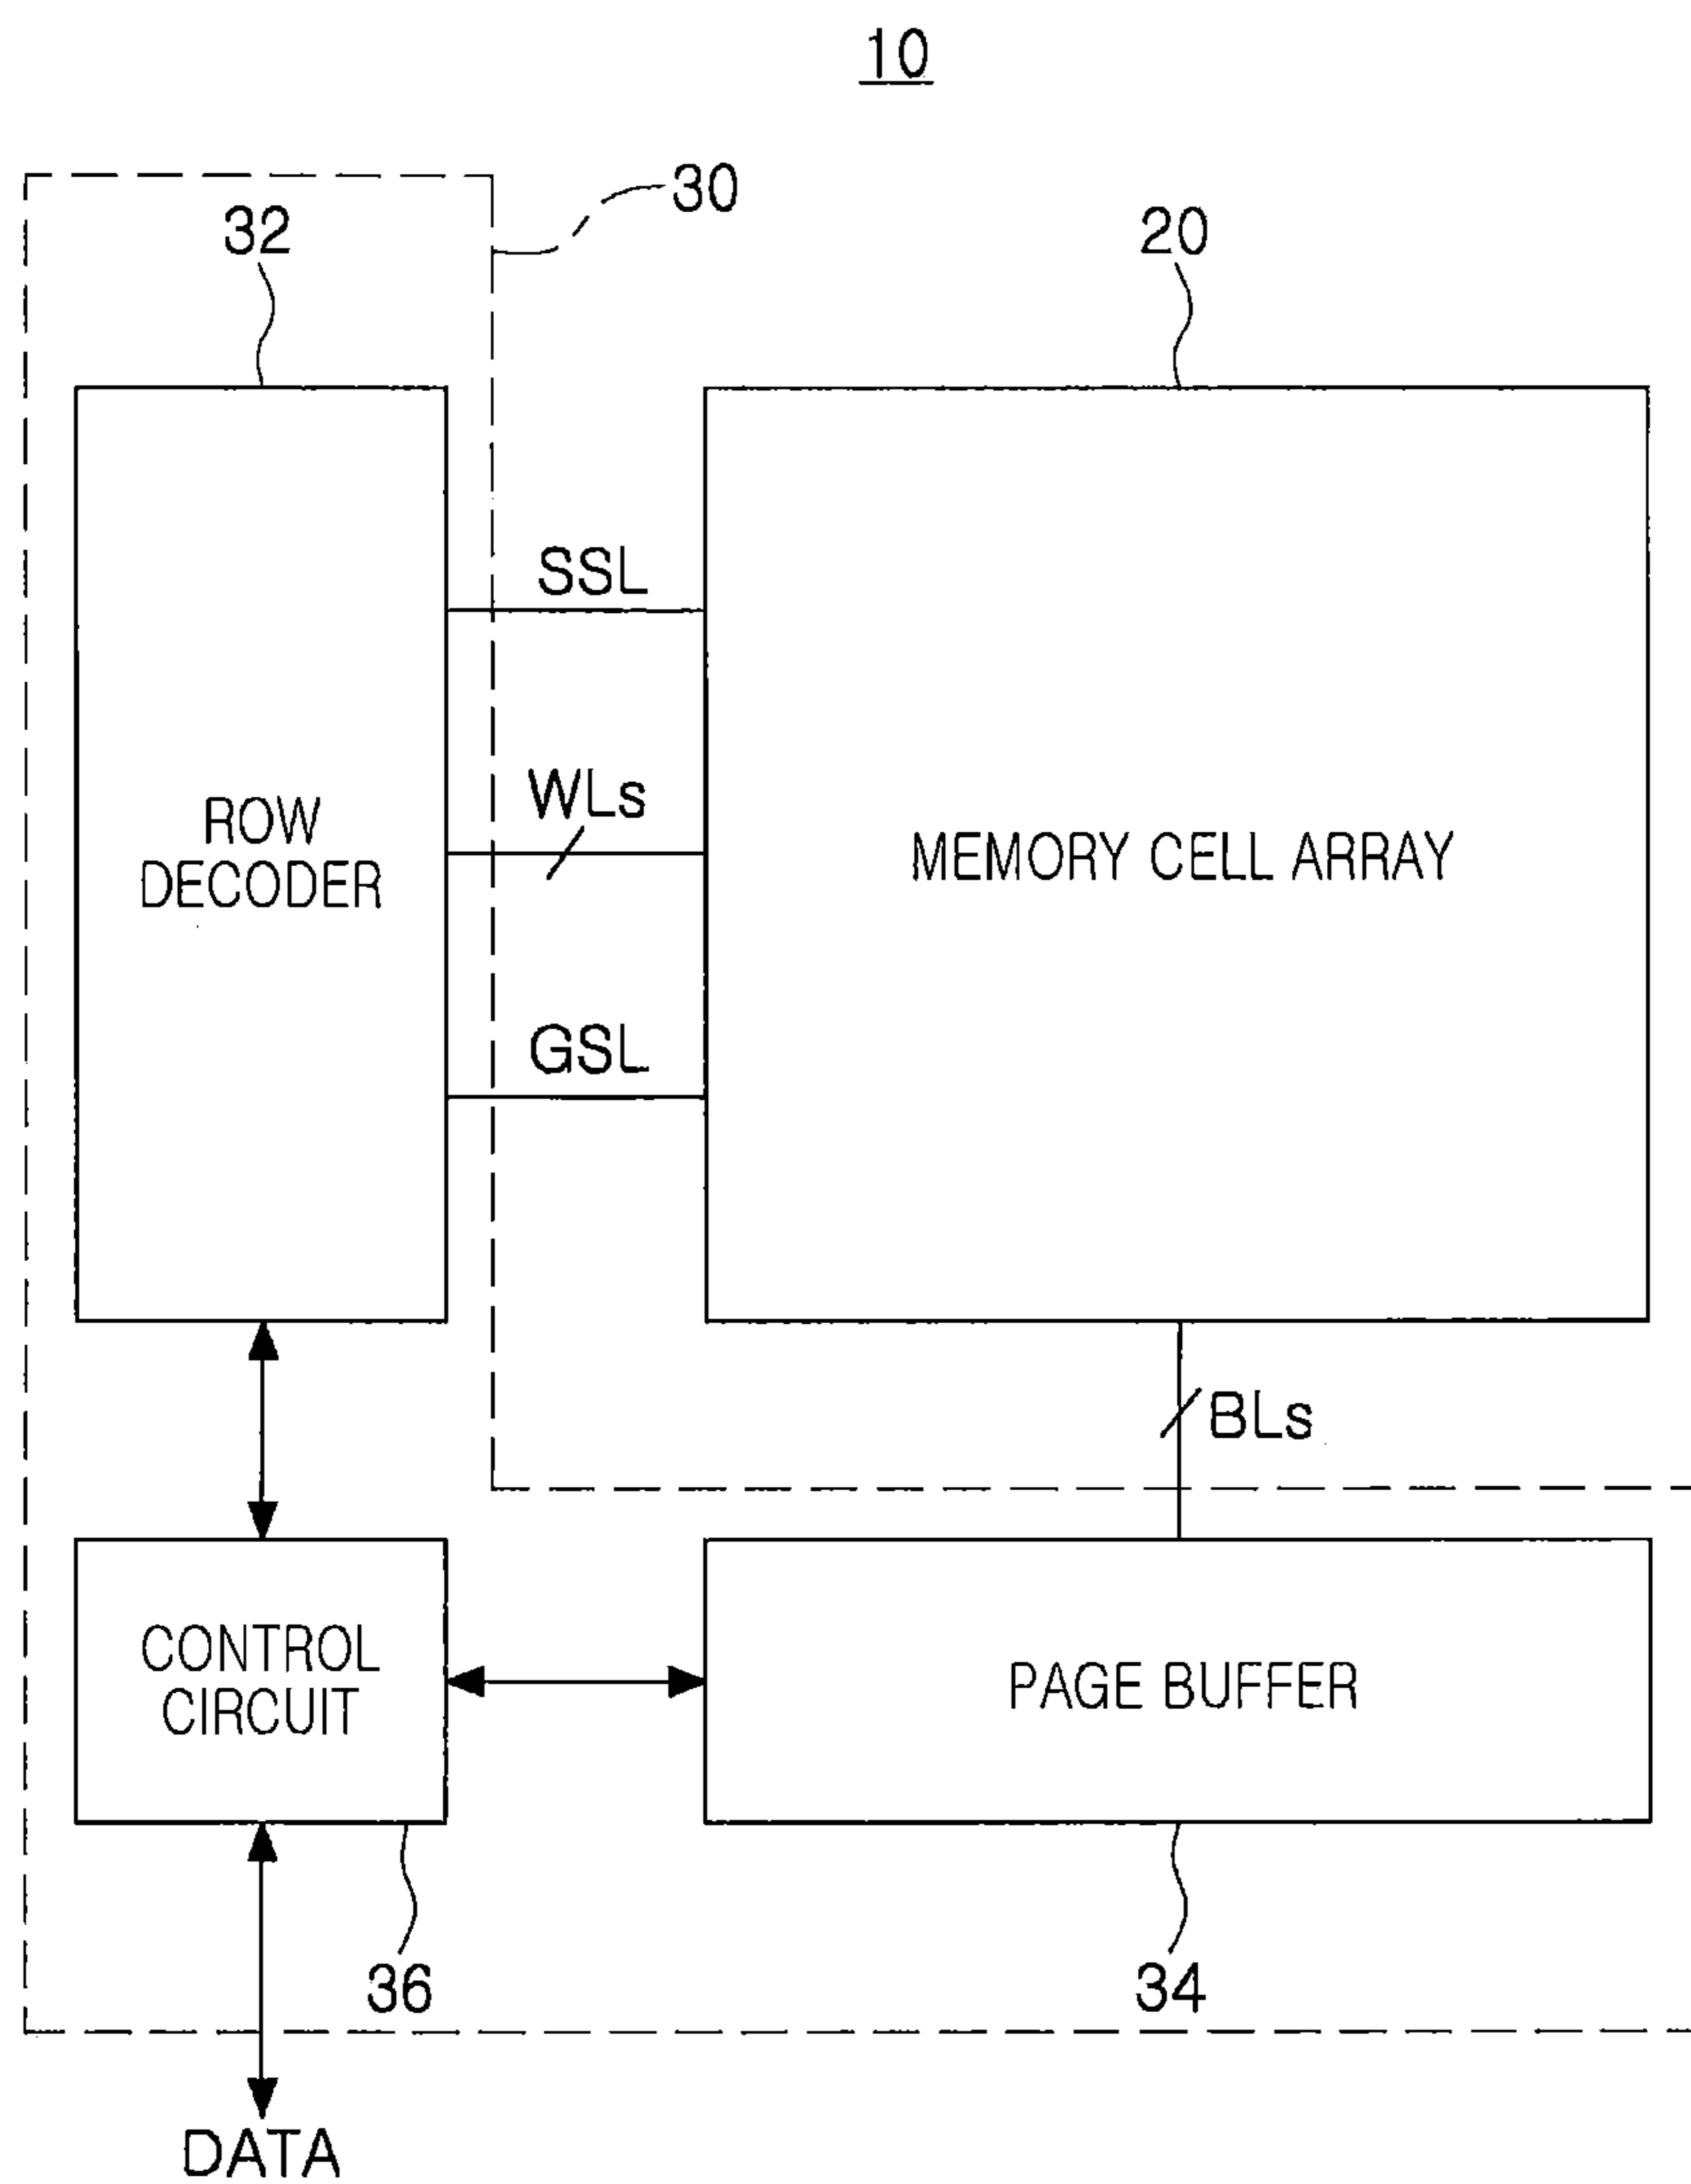 10
30
32
20
SSL
WLs
ROW
DECODER
MEMORY CELL ARRAY
GSL
BLs
CONTROL
CIRCUIT
PAGE BUFFER
36
34
DATA